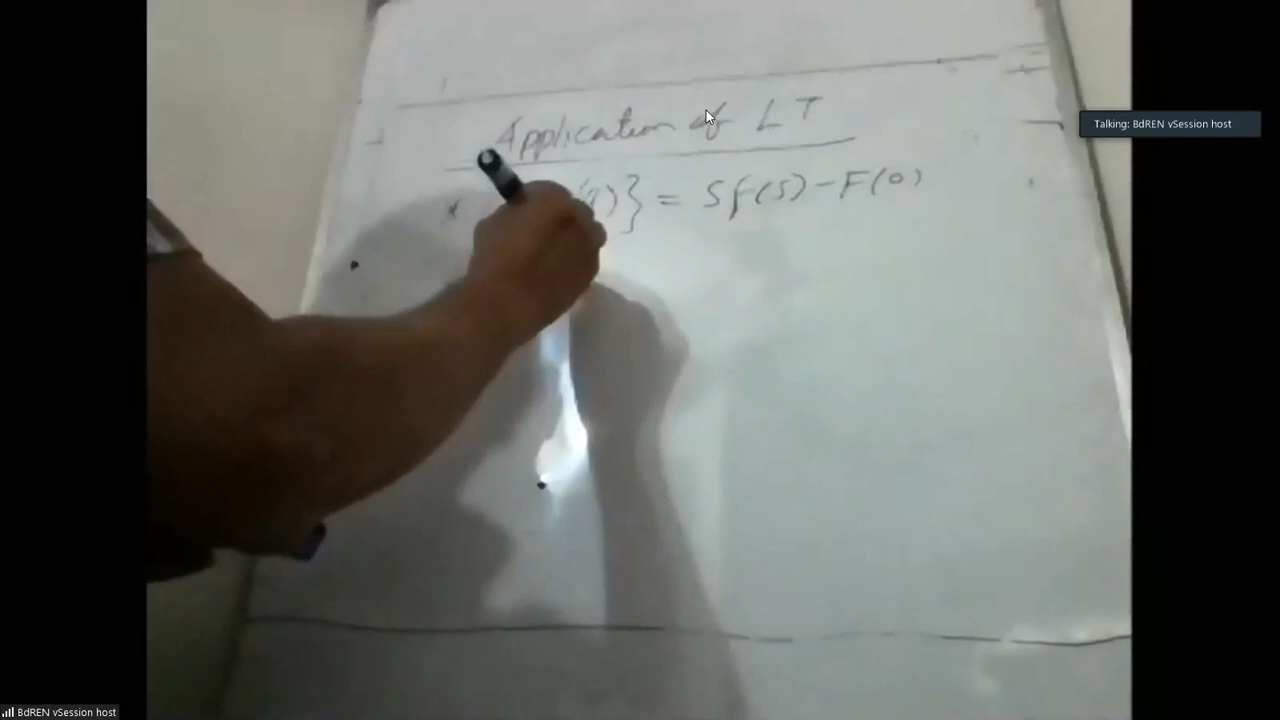 Application of LT
} = Sf(s) - F(0)
Talking: BdREN vSession host
BdREN vSession host